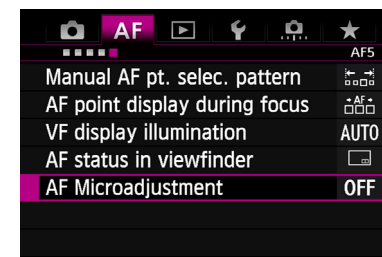 AF
AF5
Manual AF pt. selec. pattern
AF point display during focus AF
VF display illumination AUTO
AF status in viewfinder
AF Microadjustment OFF